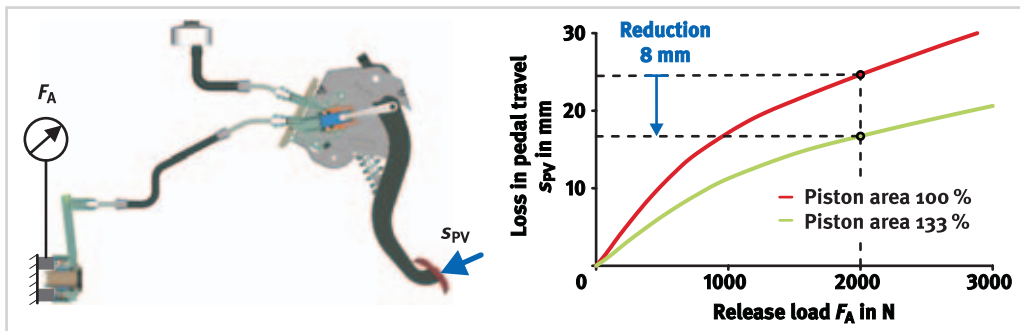 F_A
s_PV
Loss in pedal travel
s_PV in mm
30
20
10
0
1000
2000
3000
Reduction
8 mm
Piston area 100 %
Piston area 133 %
Release load F_A in N